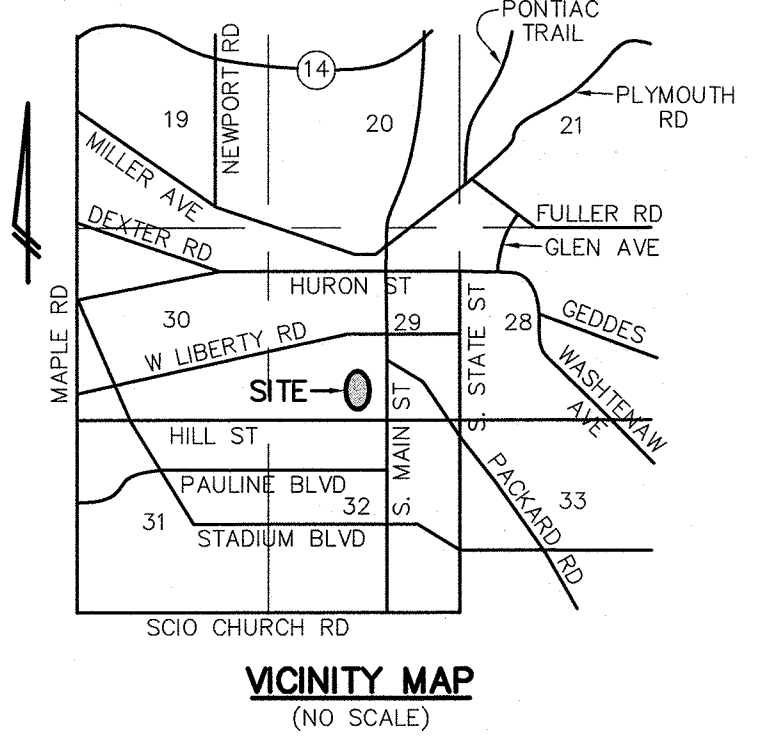 PONTIAC
TRAIL
NEWPORT RD
14
PLYMOUTH
RD
19
20
21
MILLER AVE
DEXTER RD
FULLER RD
GLEN AVE
HURON ST
MAPLE RD
30
29
S. STATE ST
28
GEDDES
W LIBERTY RD
WASHTENAW
AVE
SITE
HILL ST
S. MAIN ST
PACKARD RD
PAULINE BLVD
31
32
33
STADIUM BLVD
SCIO CHURCH RD
VICINITY MAP
(NO SCALE)